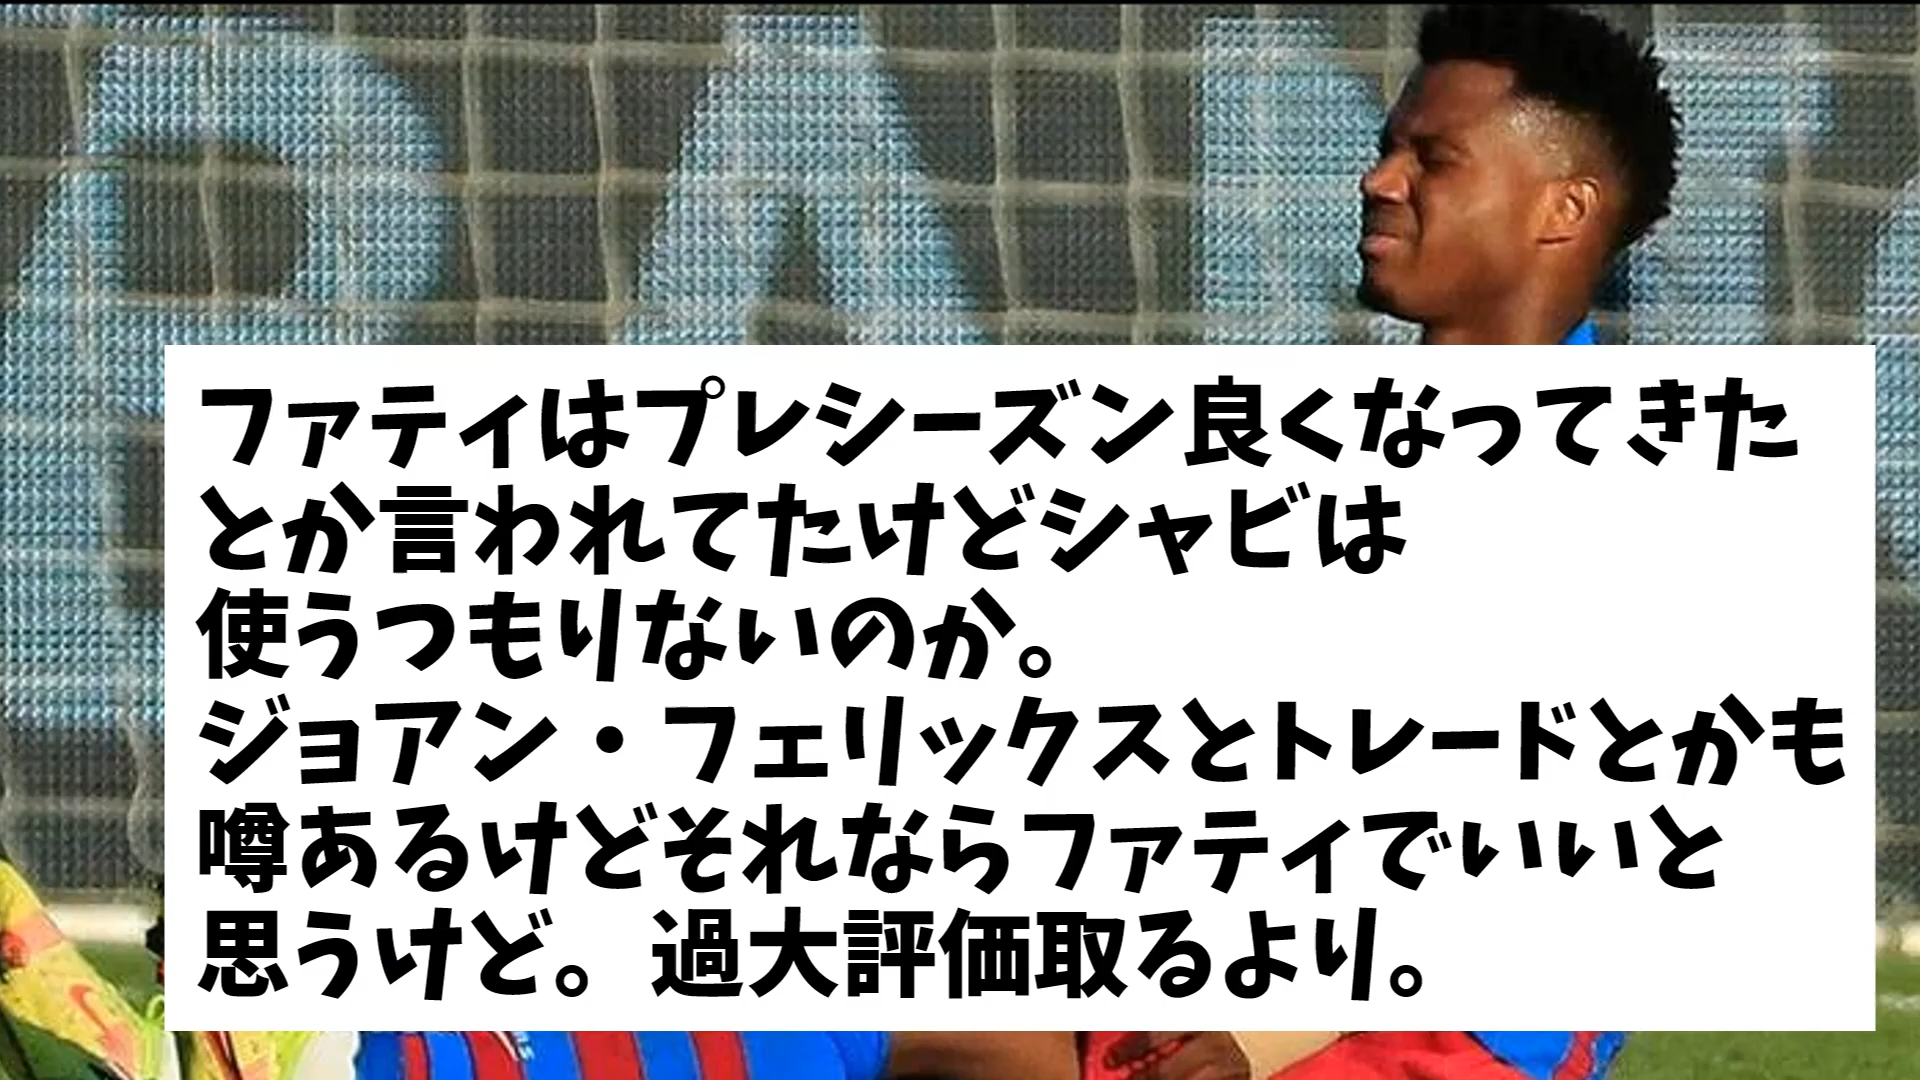 ファティはプレシーズン良くなってきた
とか言われてたけどシャビは
使うつもりないのか。
ジョアン・フェリックスとトレードとかも
噂あるけどそれならファティでいいと
思うけど。過大評価取るより。